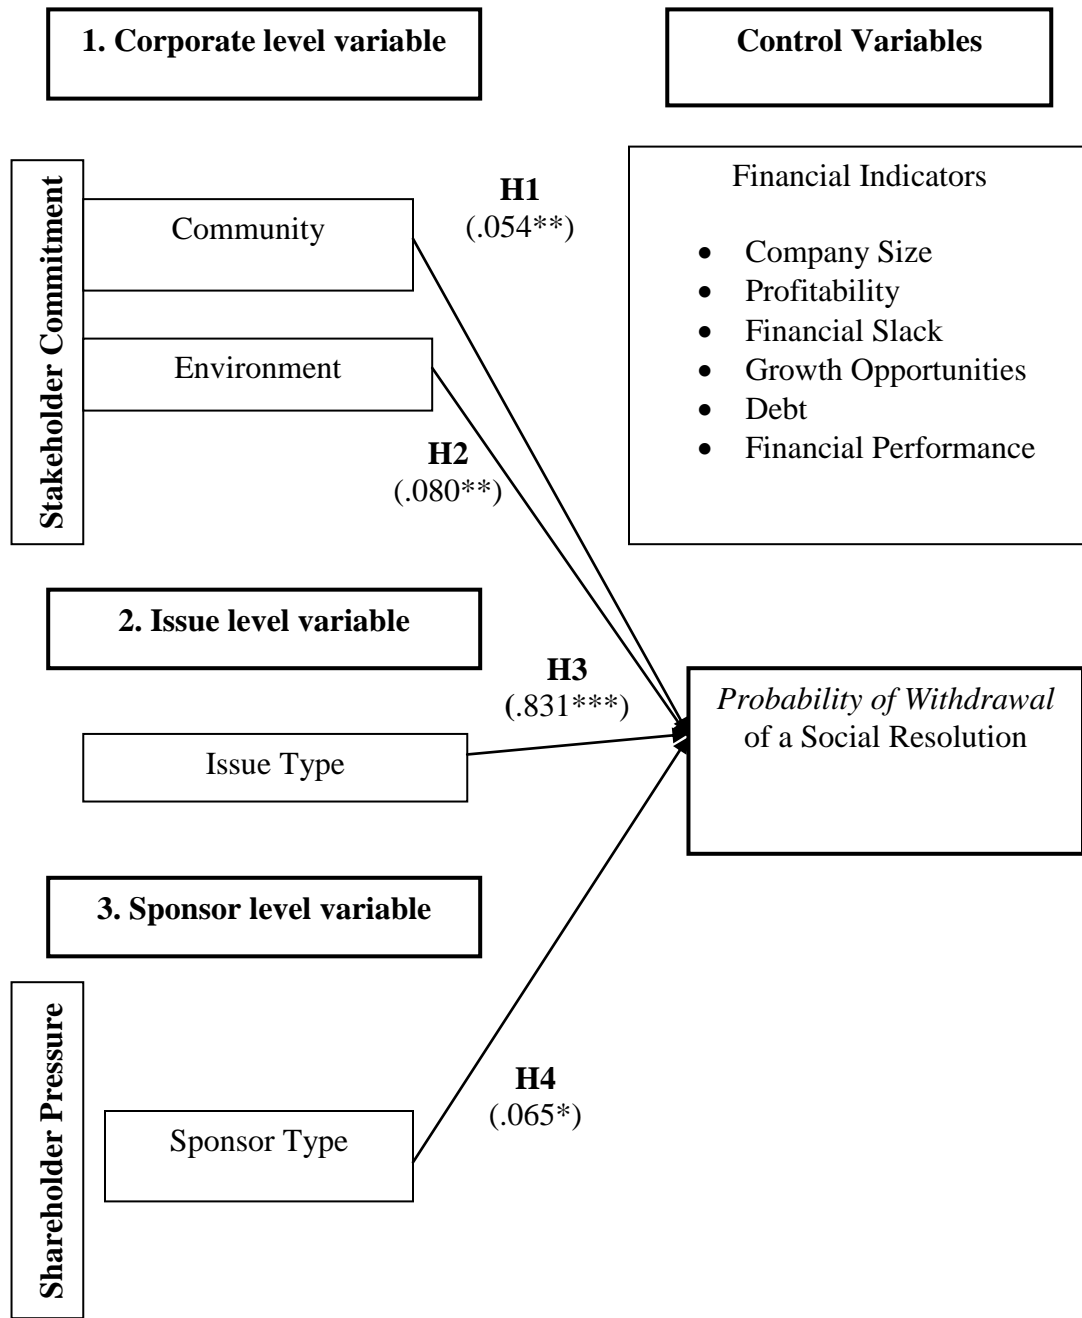 1. Corporate level variable
Control Variables
Stakeholder Commitment
Community
H1
(.054**)
Environment
H2
(.080**)
Financial Indicators
• Company Size
• Profitability
• Financial Slack
• Growth Opportunities
• Debt
• Financial Performance
2. Issue level variable
H3
(.831***)
Issue Type
Probability of Withdrawal
of a Social Resolution
3. Sponsor level variable
Shareholder Pressure
H4
(.065*)
Sponsor Type